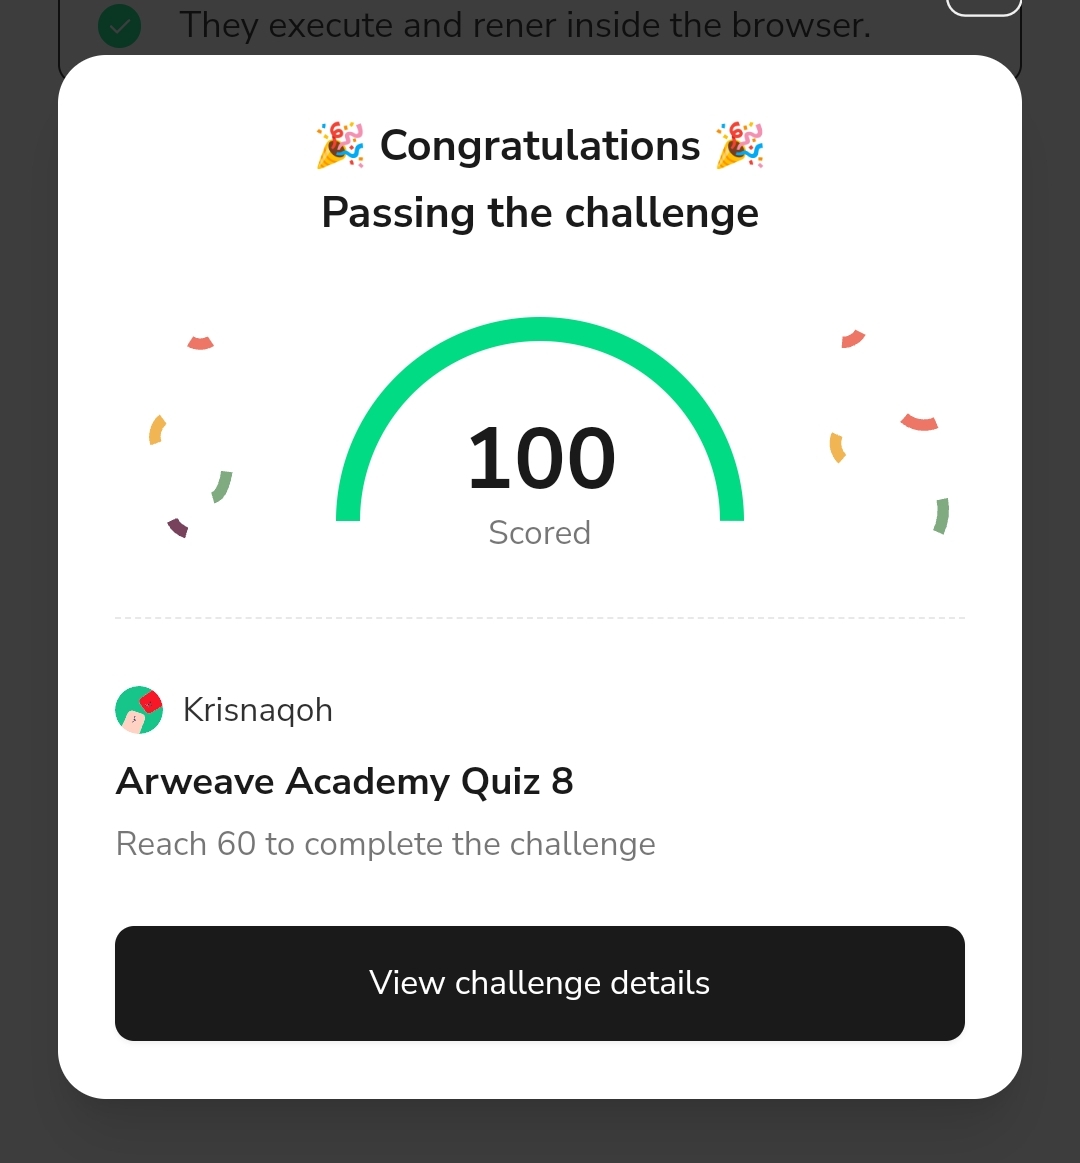 They execute and rener inside the browser.
🎉 Congratulations 🎉
Passing the challenge
100
Scored
Krisnaqoh
Arweave Academy Quiz 8
Reach 60 to complete the challenge
View challenge details